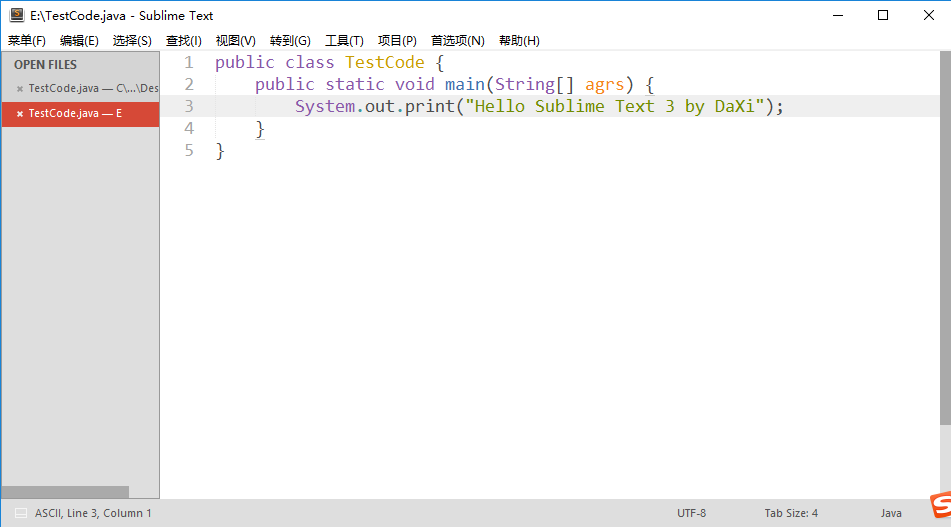 E:\TestCode.java - Sublime Text
菜单(F) 编辑(E) 选择(S) 查找(I) 视图(V) 转到(G) 工具(T) 项目(P) 首选项(N) 帮助(H)
OPEN FILES
TestCode.java — C\...\Des
TestCode.java — E
1 public class TestCode {
2 public static void main(String[] agrs) {
3 System.out.print("Hello Sublime Text 3 by DaXi");
4 }
5 }
ASCII, Line 3, Column 1 UTF-8 Tab Size: 4 Java